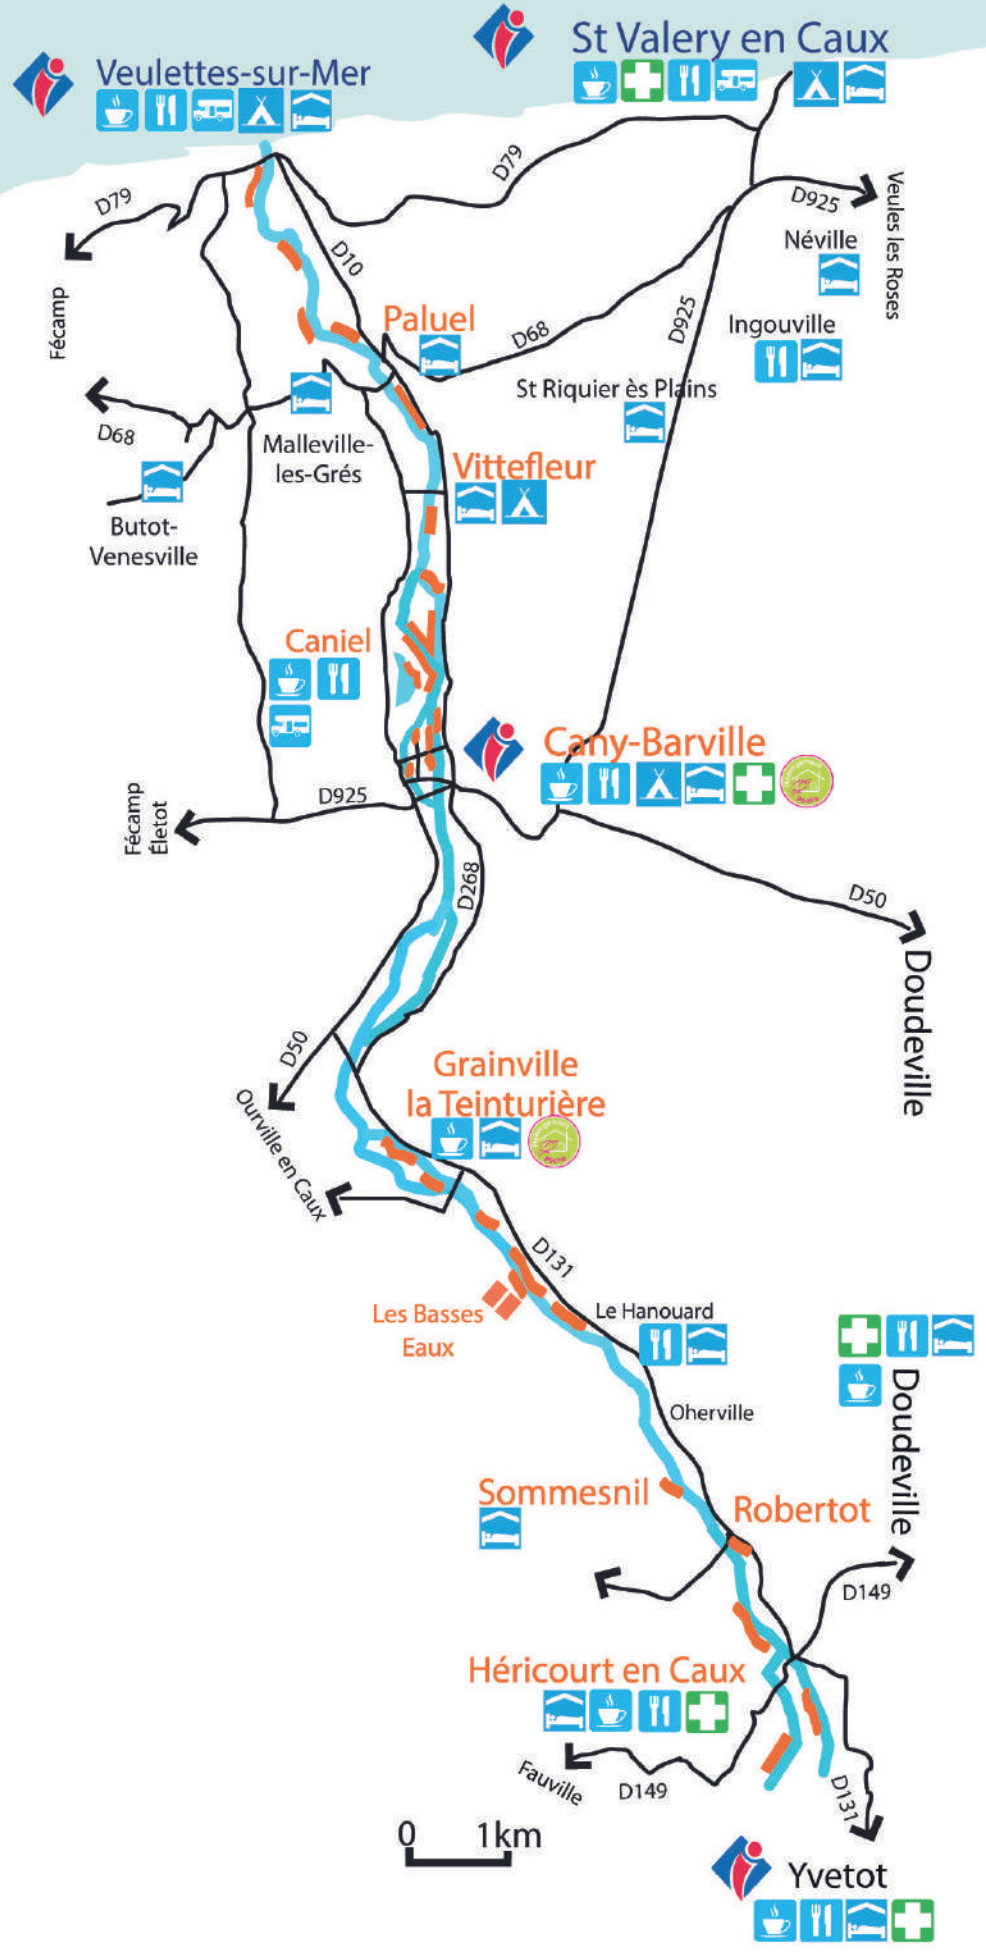 St Valery en Caux
Veulettes-sur-Mer
D79
D79
D925
Veules les Roses
Néville
D10
Fécamp
Paluel
D68
D925
Ingouville
St Riquier ès Plains
D68
Malleville-
les-Grés
Vittefleur
Butot-
Venesville
Caniel
Cany-Barville
D925
Fécamp
Életot
D268
D50
Doudeville
D50
Grainville
la Teinturière
Ourville en Caux
D131
Les Basses
Eaux
Le Hanouard
Oherville
Doudeville
Sommesnil
Robertot
D149
Héricourt en Caux
Fauville
D149
D131
0 1km
Yvetot